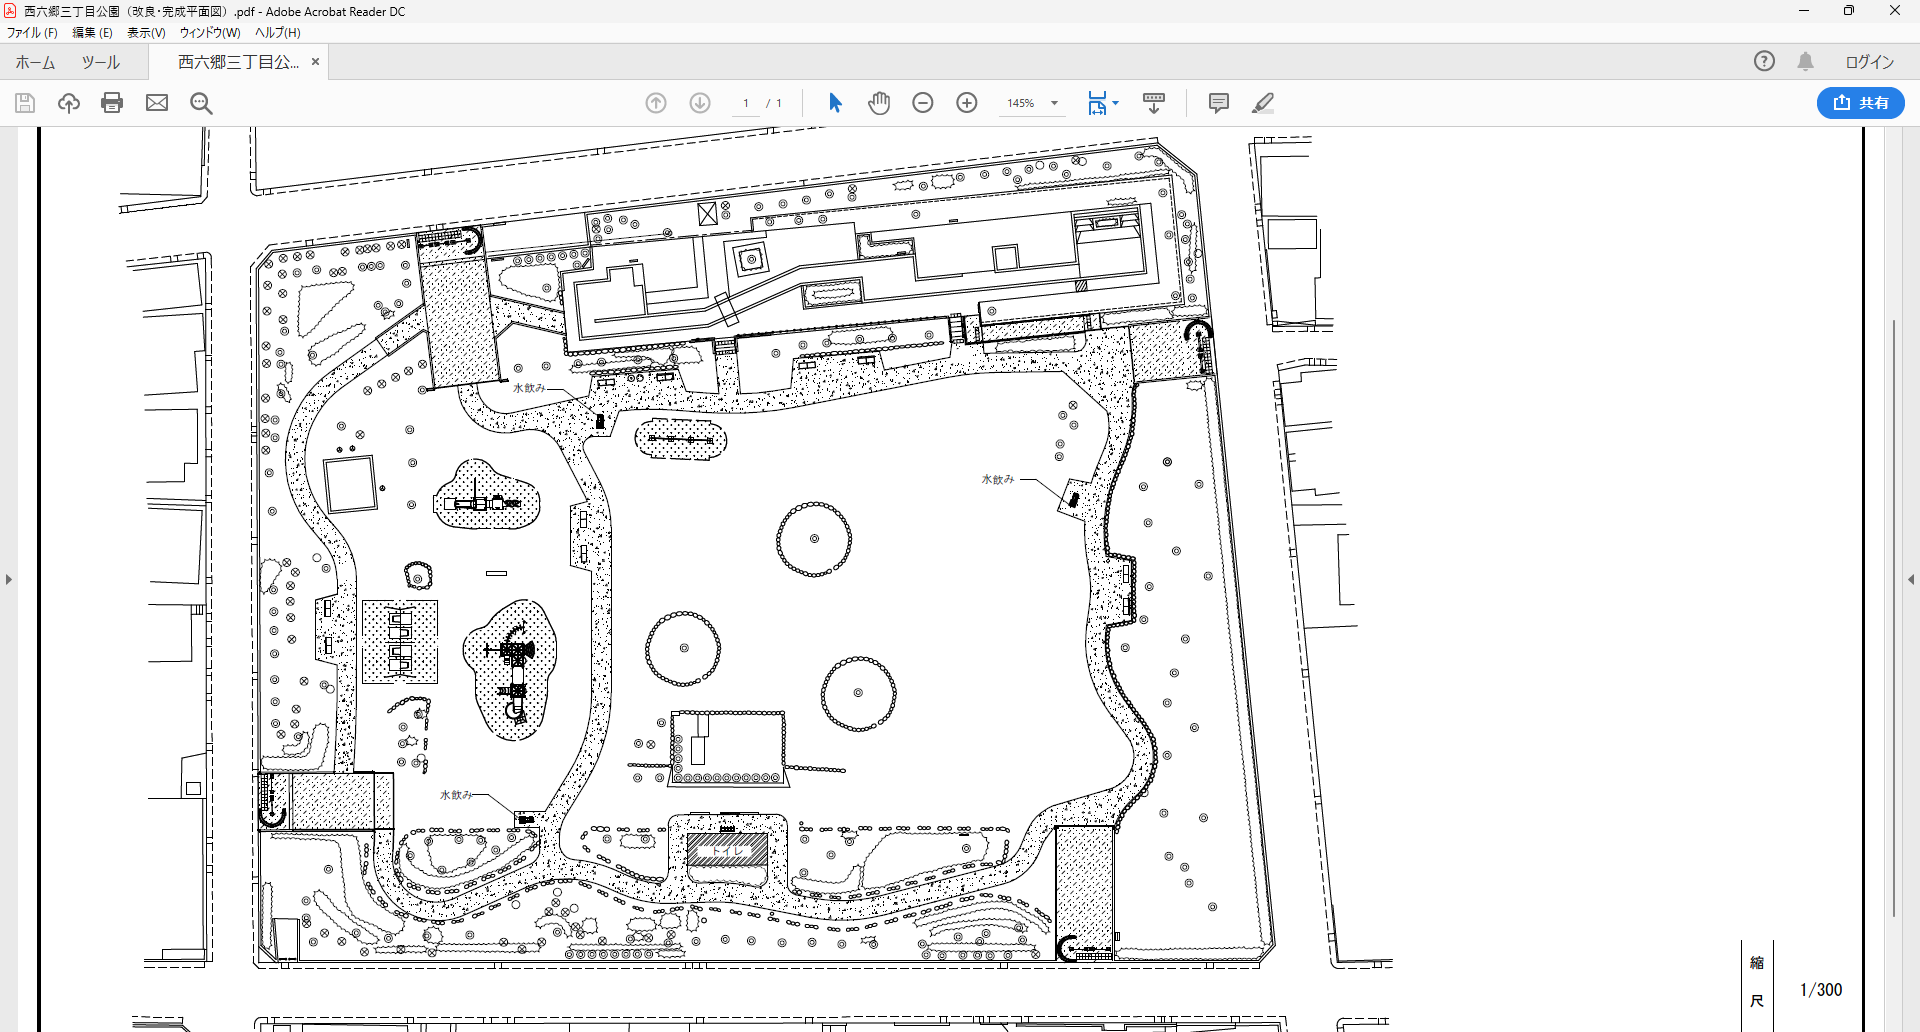 西六郷三丁目公園（改良･完成平面図）.pdf - Adobe Acrobat Reader DC
ファイル(F) 編集(E) 表示(V) ウィンドウ(W) ヘルプ(H)
ホーム ツール 西六郷三丁目公... × ログイン
1 / 1 145% 共有
水飲み
水飲み
水飲み
トイレ
縮尺 1/300